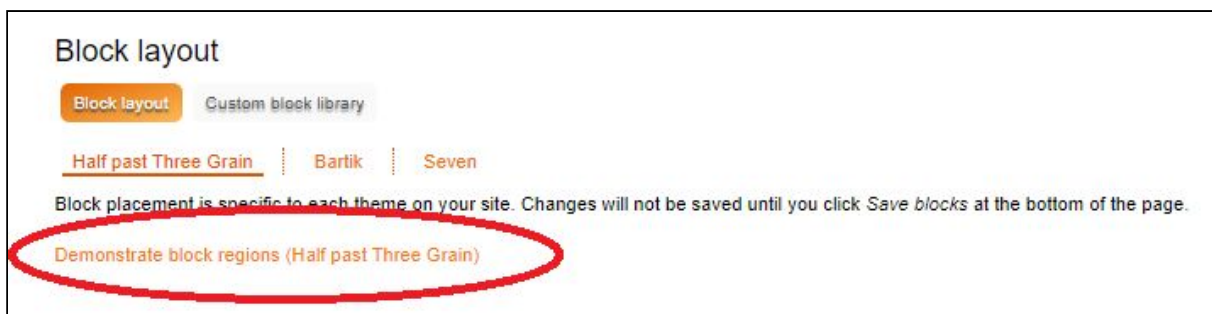 Block layout
Block layout Custom block library
Half past Three Grain Bartik Seven
Block placement is specific to each theme on your site. Changes will not be saved until you click Save blocks at the bottom of the page.
Demonstrate block regions (Half past Three Grain)